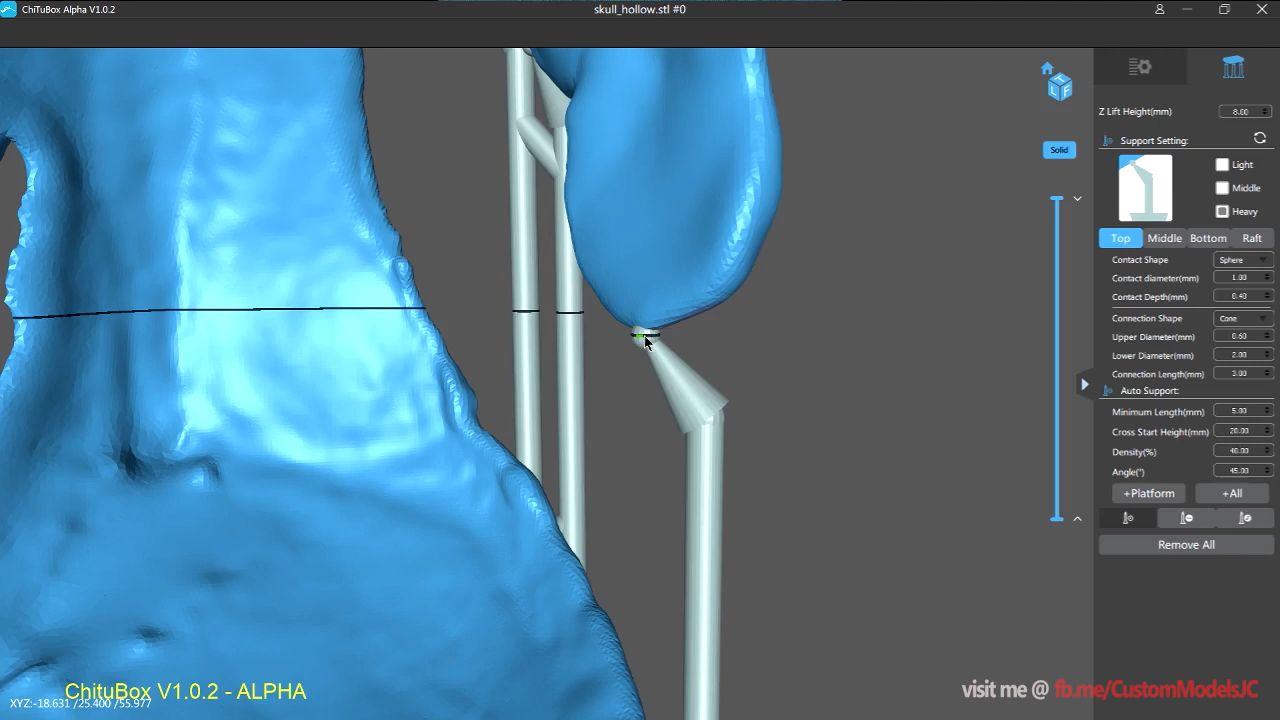 ChiTuBox Alpha V1.0.2
skull_hollow.stl #0
Z Lift Height(mm) 8.00
Support Setting:
Light
Middle
Heavy
Top Middle Bottom Raft
Contact Shape Sphere
Contact diameter(mm) 1.00
Contact Depth(mm) 0.40
Connection Shape Cone
Upper Diameter(mm) 0.60
Lower Diameter(mm) 2.00
Connection Length(mm) 3.00
Auto Support:
Minimum Length(mm) 5.00
Cross Start Height(mm) 20.00
Density(%) 40.00
Angle(°) 45.00
+Platform +All
Remove All
Solid
T L F
ChituBox V1.0.2 - ALPHA
XYZ:-18.631 /25.400 /55.977
visit me @ fb.me/CustomModelsJC